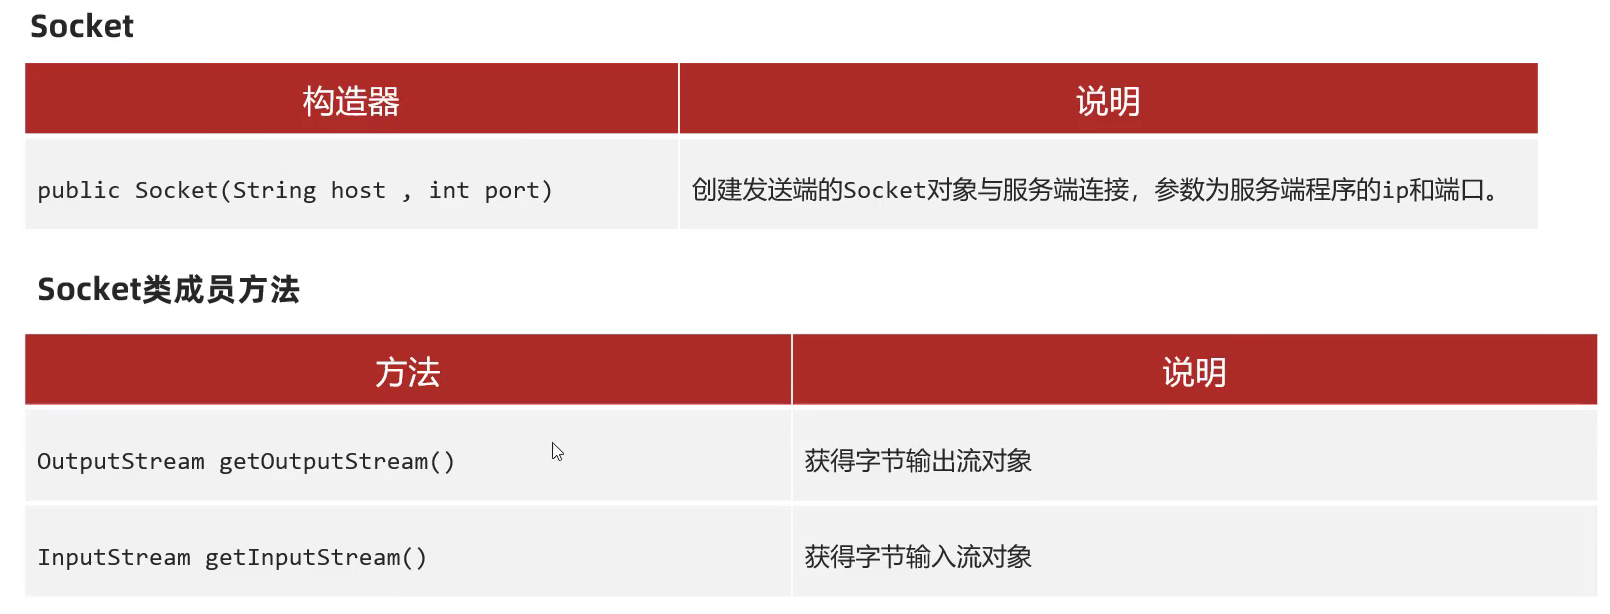 Socket
构造器 说明
public Socket(String host , int port) 创建发送端的Socket对象与服务端连接，参数为服务端程序的ip和端口。
Socket类成员方法
方法 说明
OutputStream getOutputStream() 获得字节输出流对象
InputStream getInputStream() 获得字节输入流对象